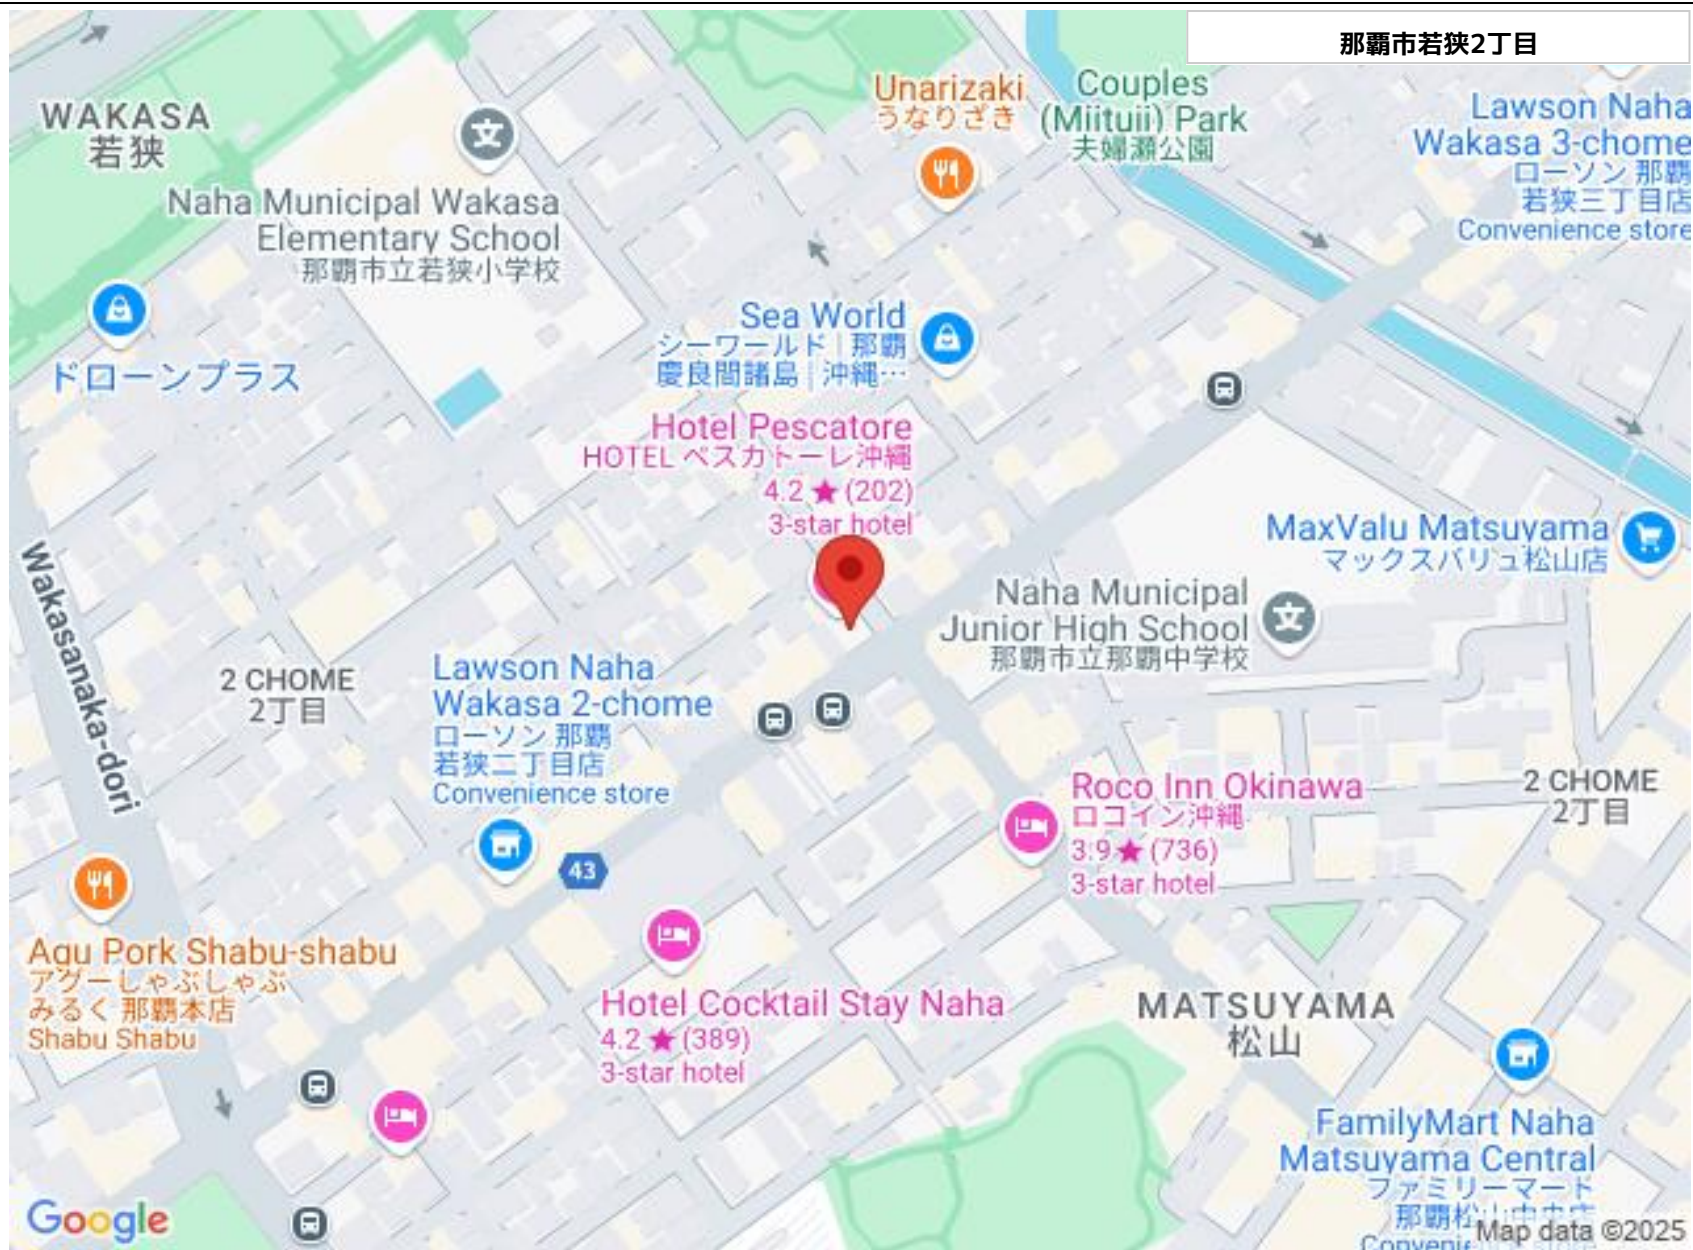 那覇市若狭2丁目
WAKASA
若狭
Unarizaki
うなりざき
Couples
(Miituii) Park
夫婦瀬公園
Lawson Naha
Wakasa 3-chome
ローソン 那覇
若狭三丁目店
Convenience store
Naha Municipal Wakasa
Elementary School
那覇市立若狭小学校
文
ドローンプラス
Sea World
シーワールド | 那覇
慶良間諸島 | 沖縄…
Hotel Pescatore
HOTEL ペスカトーレ沖縄
4.2 ★ (202)
3-star hotel
MaxValu Matsuyama
マックスバリュ松山店
Naha Municipal
Junior High School
那覇市立那覇中学校
文
Wakasanaka-dori
2 CHOME
2丁目
Lawson Naha
Wakasa 2-chome
ローソン 那覇
若狭二丁目店
Convenience store
43
Roco Inn Okinawa
ロコイン沖縄
3.9 ★ (736)
3-star hotel
2 CHOME
2丁目
Agu Pork Shabu-shabu
アグーしゃぶしゃぶ
みるく 那覇本店
Shabu Shabu
Hotel Cocktail Stay Naha
4.2 ★ (389)
3-star hotel
MATSUYAMA
松山
FamilyMart Naha
Matsuyama Central
ファミリーマート
那覇松山中央店
Google
Map data ©2025